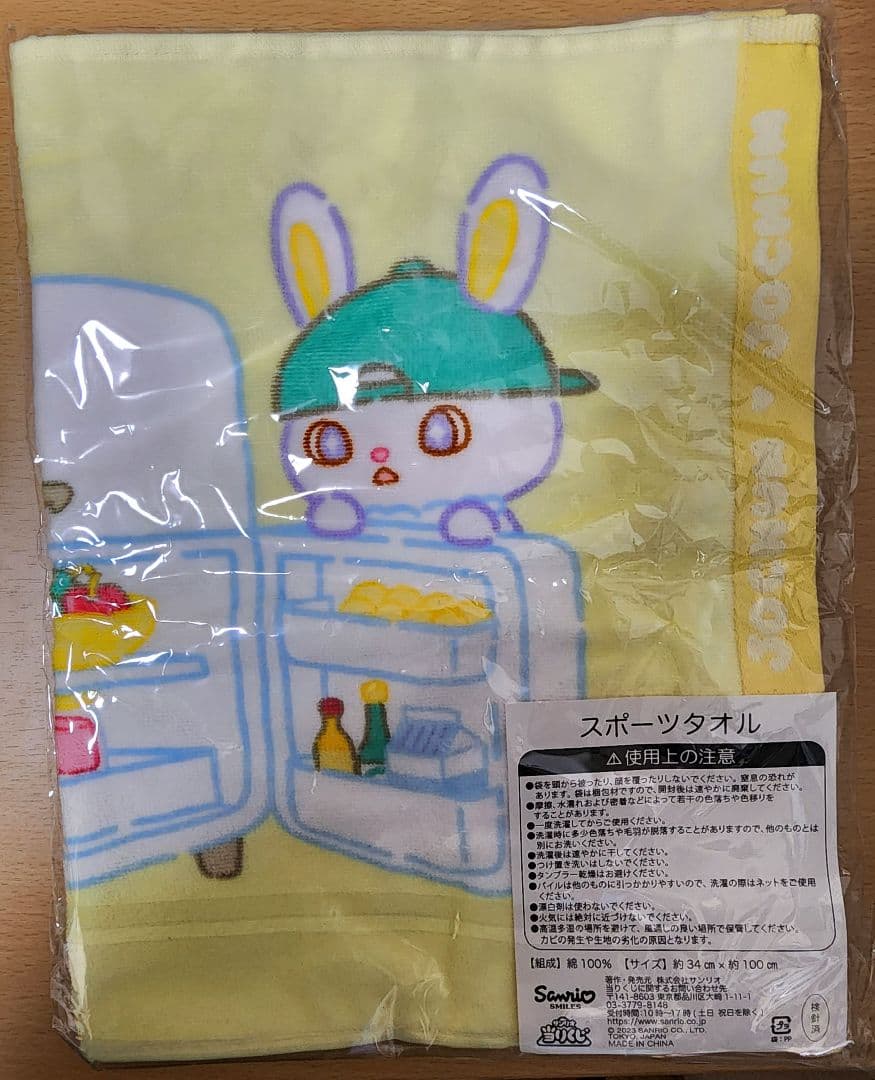 スポーツタオル
⚠使用上の注意
●袋を頭から被ったり、顔を覆ったりしないでください。窒息の恐れが
あります。袋は梱包材ですので、開封後は速やかに廃棄してください。
●摩擦、水濡れおよび密着などによって若干の色落ちや色移りを
することがあります。
●一度洗濯してからご使用ください。
●洗濯時に多少色落ちや毛羽が脱落することがありますので、他のものとは
別にお洗いください。
●洗濯後は速やかに干してください。
●つけ置き洗いはしないでください。
●タンブラー乾燥はお避けください。
●パイルは他のものに引っかかりやすいので、洗濯の際はネットをご使用
ください。
●漂白剤は使わないでください。
●火気には絶対に近づけないでください。
●高温多湿の場所を避けて、風通しの良い場所で保管してください。
カビの発生や生地の劣化の原因となります。
【組成】綿100% 【サイズ】約34㎝×約100㎝
著作・発売元 株式会社サンリオ
当りくじに関するお問い合わせ先
〒141-8603 東京都品川区大崎1-11-1
03-3779-8148
受付時間:10時~17時(土日 祝日を除く)
https://www.sanrio.co.jp
© 2023 SANRIO CO., LTD.
TOKYO, JAPAN
MADE IN CHINA
Sanrio
SMILES
当りくじ
検針済
プラ
袋:PP